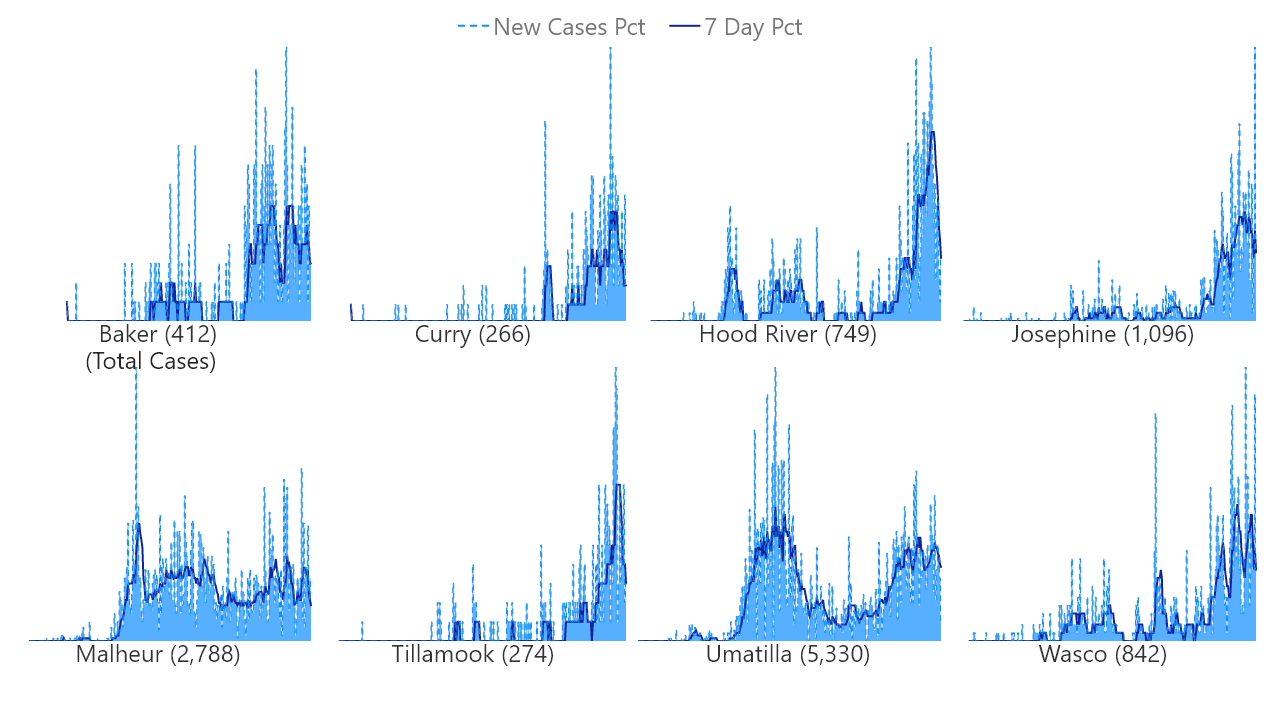 New Cases Pct 7 Day Pct
Baker (412) Curry (266) Hood River (749) Josephine (1,096)
(Total Cases)
Malheur (2,788) Tillamook (274) Umatilla (5,330) Wasco (842)